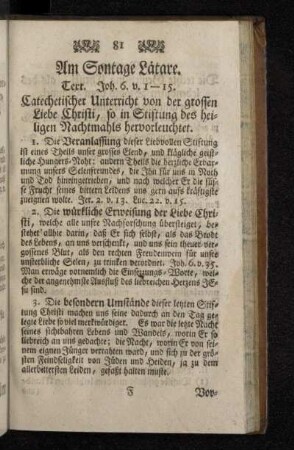 81
Am Sontage Lätare.
Text. Joh. 6. v. 1—15.
Catechetischer Unterricht von der grossen
Liebe Christi, so in Stiftung des hei-
ligen Nachtmahls hervorleuchtet.
1. Die Veranlassung dieser Liebvollen Stiftung
ist eines Theils unser grosses Elend, und klägliche geist-
liche Hungers-Noht: andern Theils die herzliche Erbar-
mung unsers Seelenfreundes, die Ihn für uns in Noth
und Tod hineingetrieben, und nach welcher Er die süs-
se Frucht seines bittern Leidens uns gern aufs kräftigste
zueignen wolte. Jer. 2. v. 13. Luc. 22. v. 15.
2. Die würkliche Erweisung der Liebe Chri-
sti, welche alle unsre Nachforschung übersteiget, be-
stehet allhie darin, daß Er sich selbst, als das Brodt
des Lebens, an uns verschenkt, und uns sein theuer ver-
gossenes Blut, als den rechten Freudenwein für unsre
unsterbliche Selen, zu trinken verordnet. Joh. 6. v. 35.
Man erwäge vornemlich die Einsetzungs-Worte, wel-
che der angenehmste Ausfluß des liebreichen Herzens JE-
su sind.
3. Die besondern Umstände dieser letzten Stif-
tung Christi machen uns seine dadurch an den Tag ge-
legte Liebe so viel merkwürdiger. Es war die letzte Nacht
seines sichtbahren Lebens und Wandels, worin Er so
liebreich an uns gedachte: die Nacht, worin Er von sei-
nem eignen Jünger verrathen ward, und sich zu der grö-
sten Feindseligkeit von Jüden und Heiden, ja zu dem
allerbittersten Leiden, gefaßt halten muste.
F Vor-